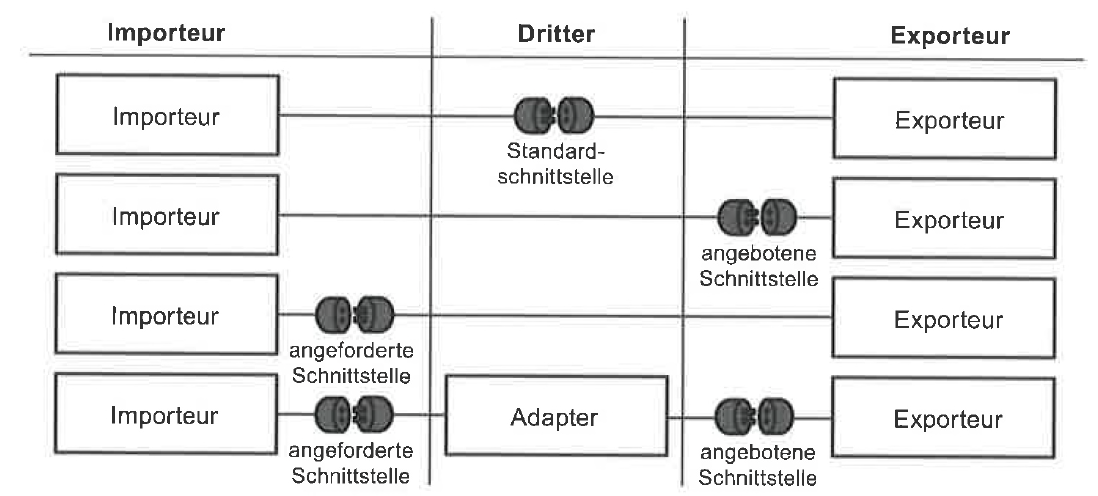 Importeur
Dritter
Exporteur
Importeur
Exporteur
Standard-
schnittstelle
Importeur
Exporteur
angebotene
Schnittstelle
Importeur
Exporteur
angeforderte
Schnittstelle
Importeur
Adapter
Exporteur
angeforderte
Schnittstelle
angebotene
Schnittstelle